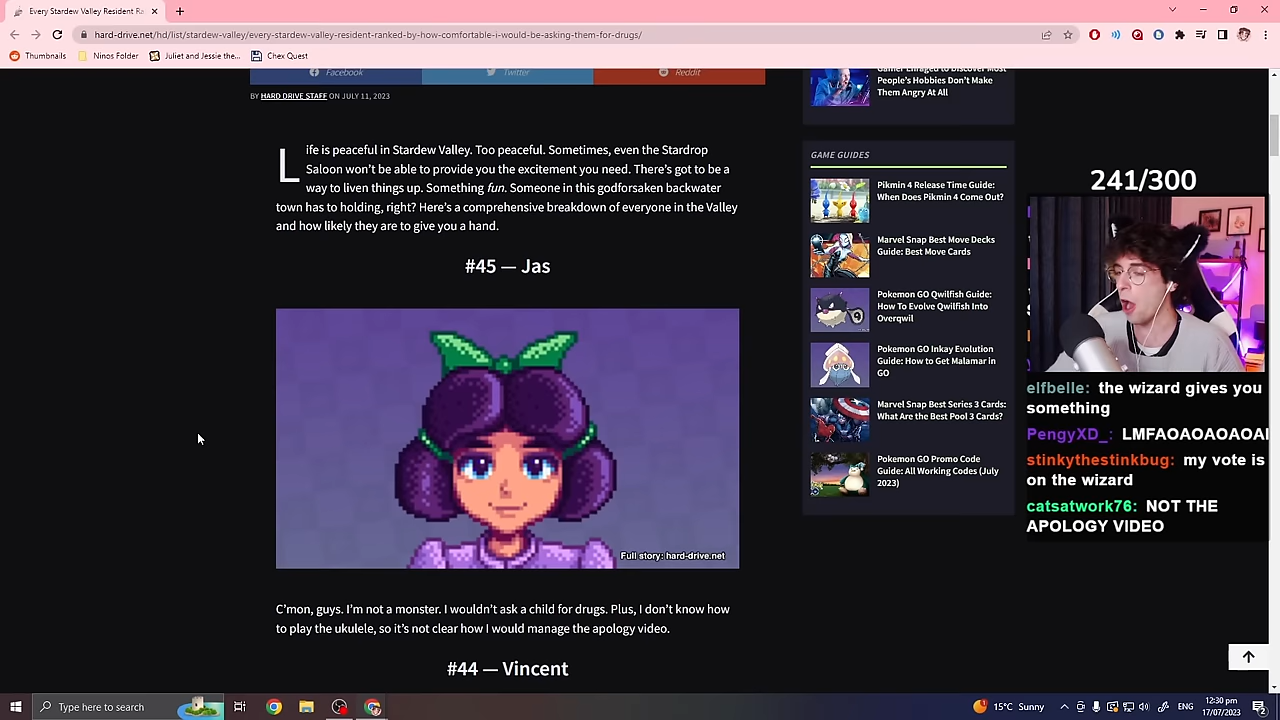 Every Stardew Valley Resident Ra
hard-drive.net/hd/list/stardew-valley/every-stardew-valley-resident-ranked-by-how-comfortable-i-would-be-asking-them-for-drugs/
Thumbnails
Ninos Folder
Juliet and Jessie the...
Chex Quest
Facebook
Twitter
Reddit
BY HARD DRIVE STAFF ON JULY 11, 2023
Life is peaceful in Stardew Valley. Too peaceful. Sometimes, even the Stardrop
Saloon won't be able to provide you the excitement you need. There's got to be a
way to liven things up. Something fun. Someone in this godforsaken backwater
town has to holding, right? Here's a comprehensive breakdown of everyone in the Valley
and how likely they are to give you a hand.
#45 — Jas
Full story: hard-drive.net
C'mon, guys. I'm not a monster. I wouldn't ask a child for drugs. Plus, I don't know how
to play the ukulele, so it's not clear how I would manage the apology video.
#44 — Vincent
Gamer Enraged to Discover Most
People's Hobbies Don't Make
Them Angry At All
GAME GUIDES
Pikmin 4 Release Time Guide:
When Does Pikmin 4 Come Out?
Marvel Snap Best Move Decks
Guide: Best Move Cards
Pokemon GO Qwilfish Guide:
How To Evolve Qwilfish Into
Overqwil
Pokemon GO Inkay Evolution
Guide: How to Get Malamar in
GO
Marvel Snap Best Series 3 Cards:
What Are the Best Pool 3 Cards?
Pokemon GO Promo Code
Guide: All Working Codes (July
2023)
241/300
elfbelle: the wizard gives you
something
PengyXD_: LMFAOAOAOAOAI
stinkythestinkbug: my vote is
on the wizard
catsatwork76: NOT THE
APOLOGY VIDEO
Type here to search
15°C Sunny
ENG
12:30 pm
17/07/2023
2